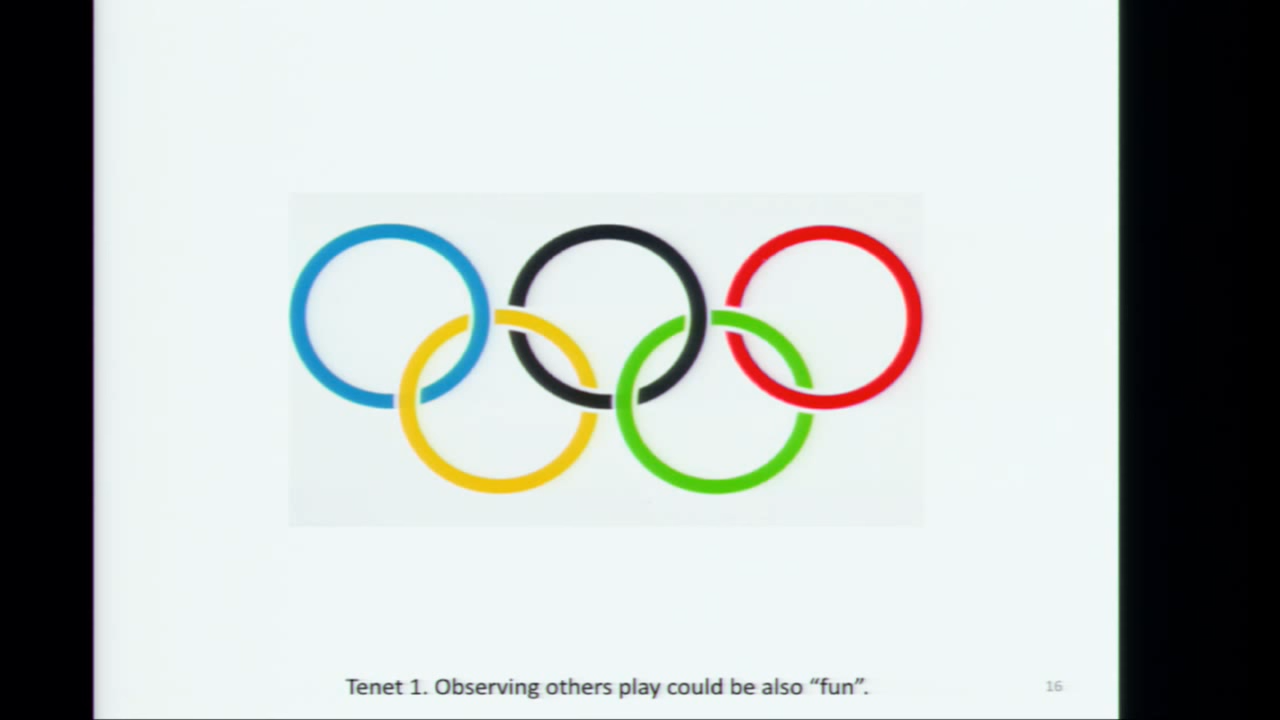 Tenet 1. Observing others play could be also “fun”.
16